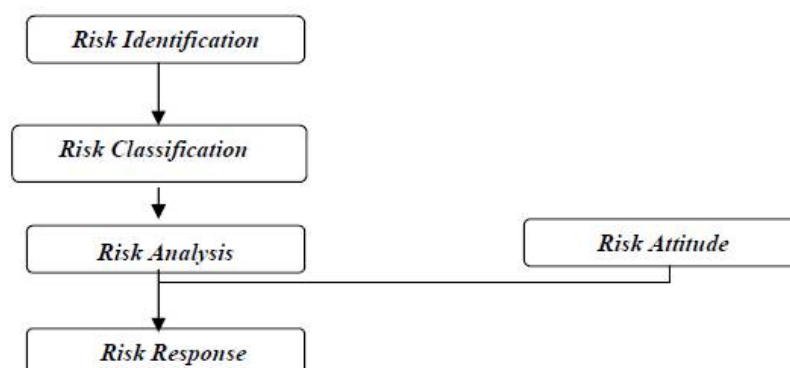 Risk Identification
Risk Classification
Risk Analysis
Risk Attitude
Risk Response